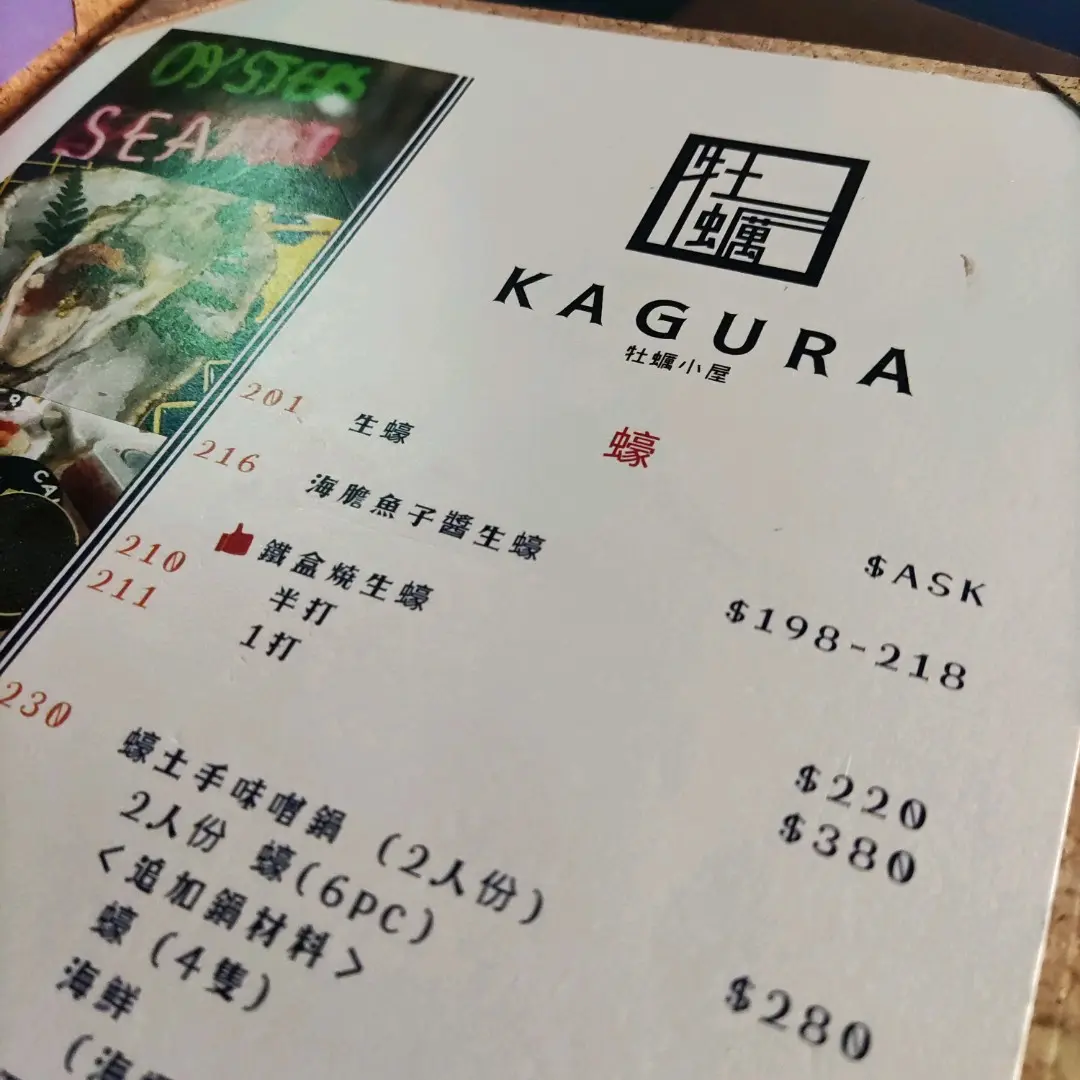 OYSTERS
牡蠣
KAGURA
牡蠣小屋
蠔
201 生蠔 $ASK
216 海膽魚子醬生蠔 $198-218
鐵盒燒生蠔
210 半打 $220
211 1打 $380
230 蠔土手味噌鍋 (2人份) $280
2人份 蠔(6PC)
<追加鍋材料>
蠔 (4隻)
海鮮